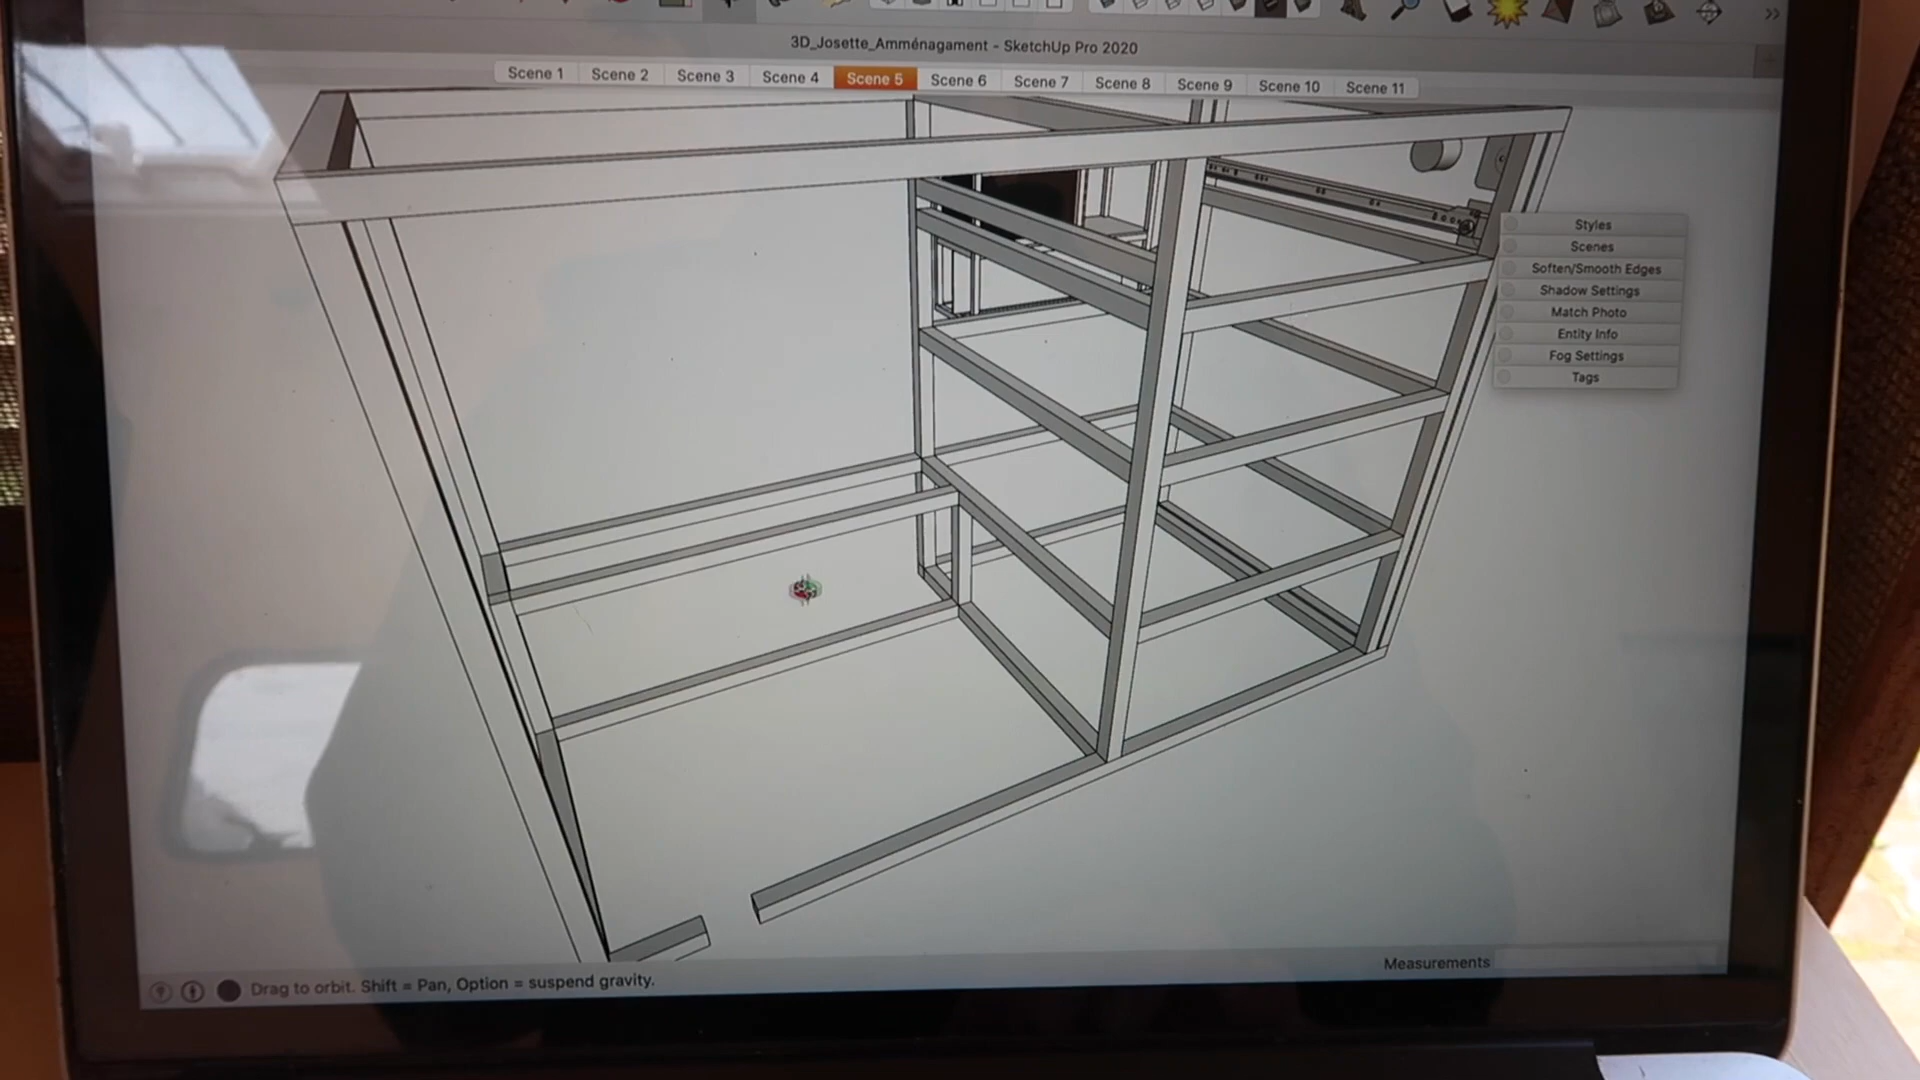 3D_Josette_Amménagament - SketchUp Pro 2020
Scene 1 Scene 2 Scene 3 Scene 4 Scene 5 Scene 6 Scene 7 Scene 8 Scene 9 Scene 10 Scene 11
Styles
Scenes
Soften/Smooth Edges
Shadow Settings
Match Photo
Entity Info
Fog Settings
Tags
Measurements
Drag to orbit. Shift = Pan, Option = suspend gravity.